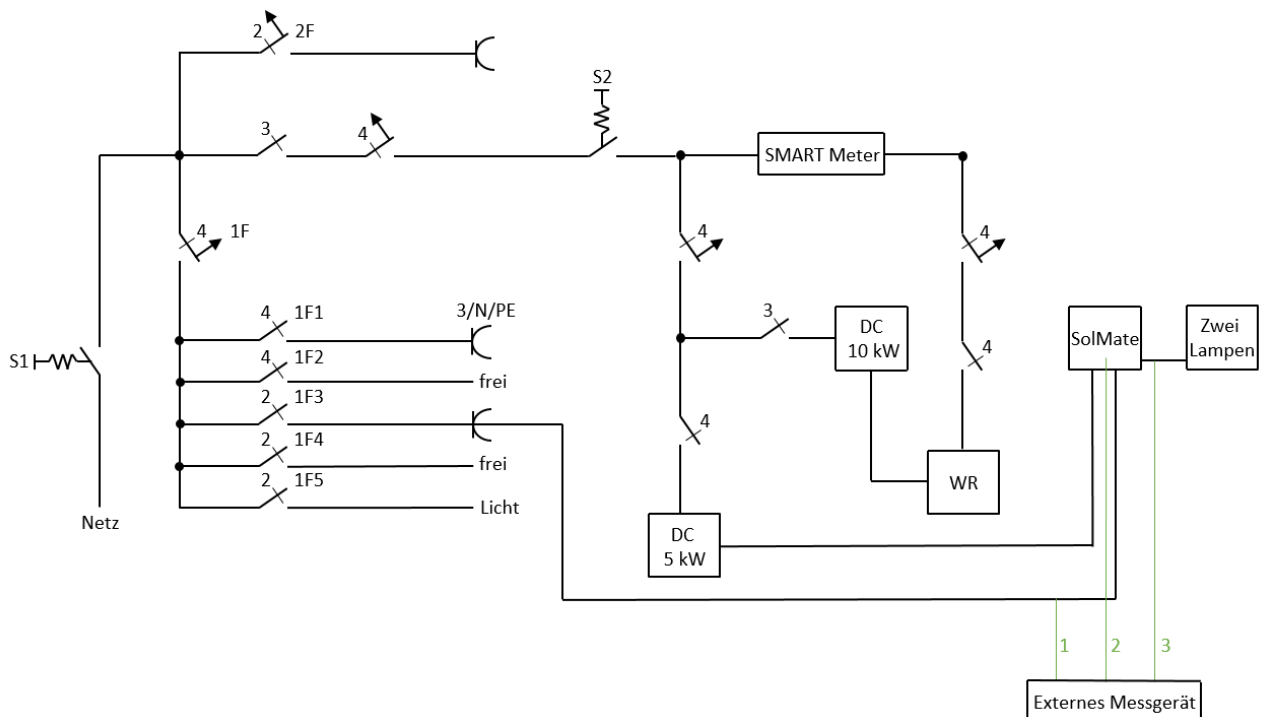 2 2F
S2
3
4
SMART Meter
4 1F
4
4
4 1F1
3/N/PE
3
DC
10 kW
SolMate
Zwei
Lampen
S1
4 1F2
frei
4
2 1F3
4
2 1F4
frei
WR
2 1F5
Licht
Netz
DC
5 kW
1
2
3
Externes Messgerät